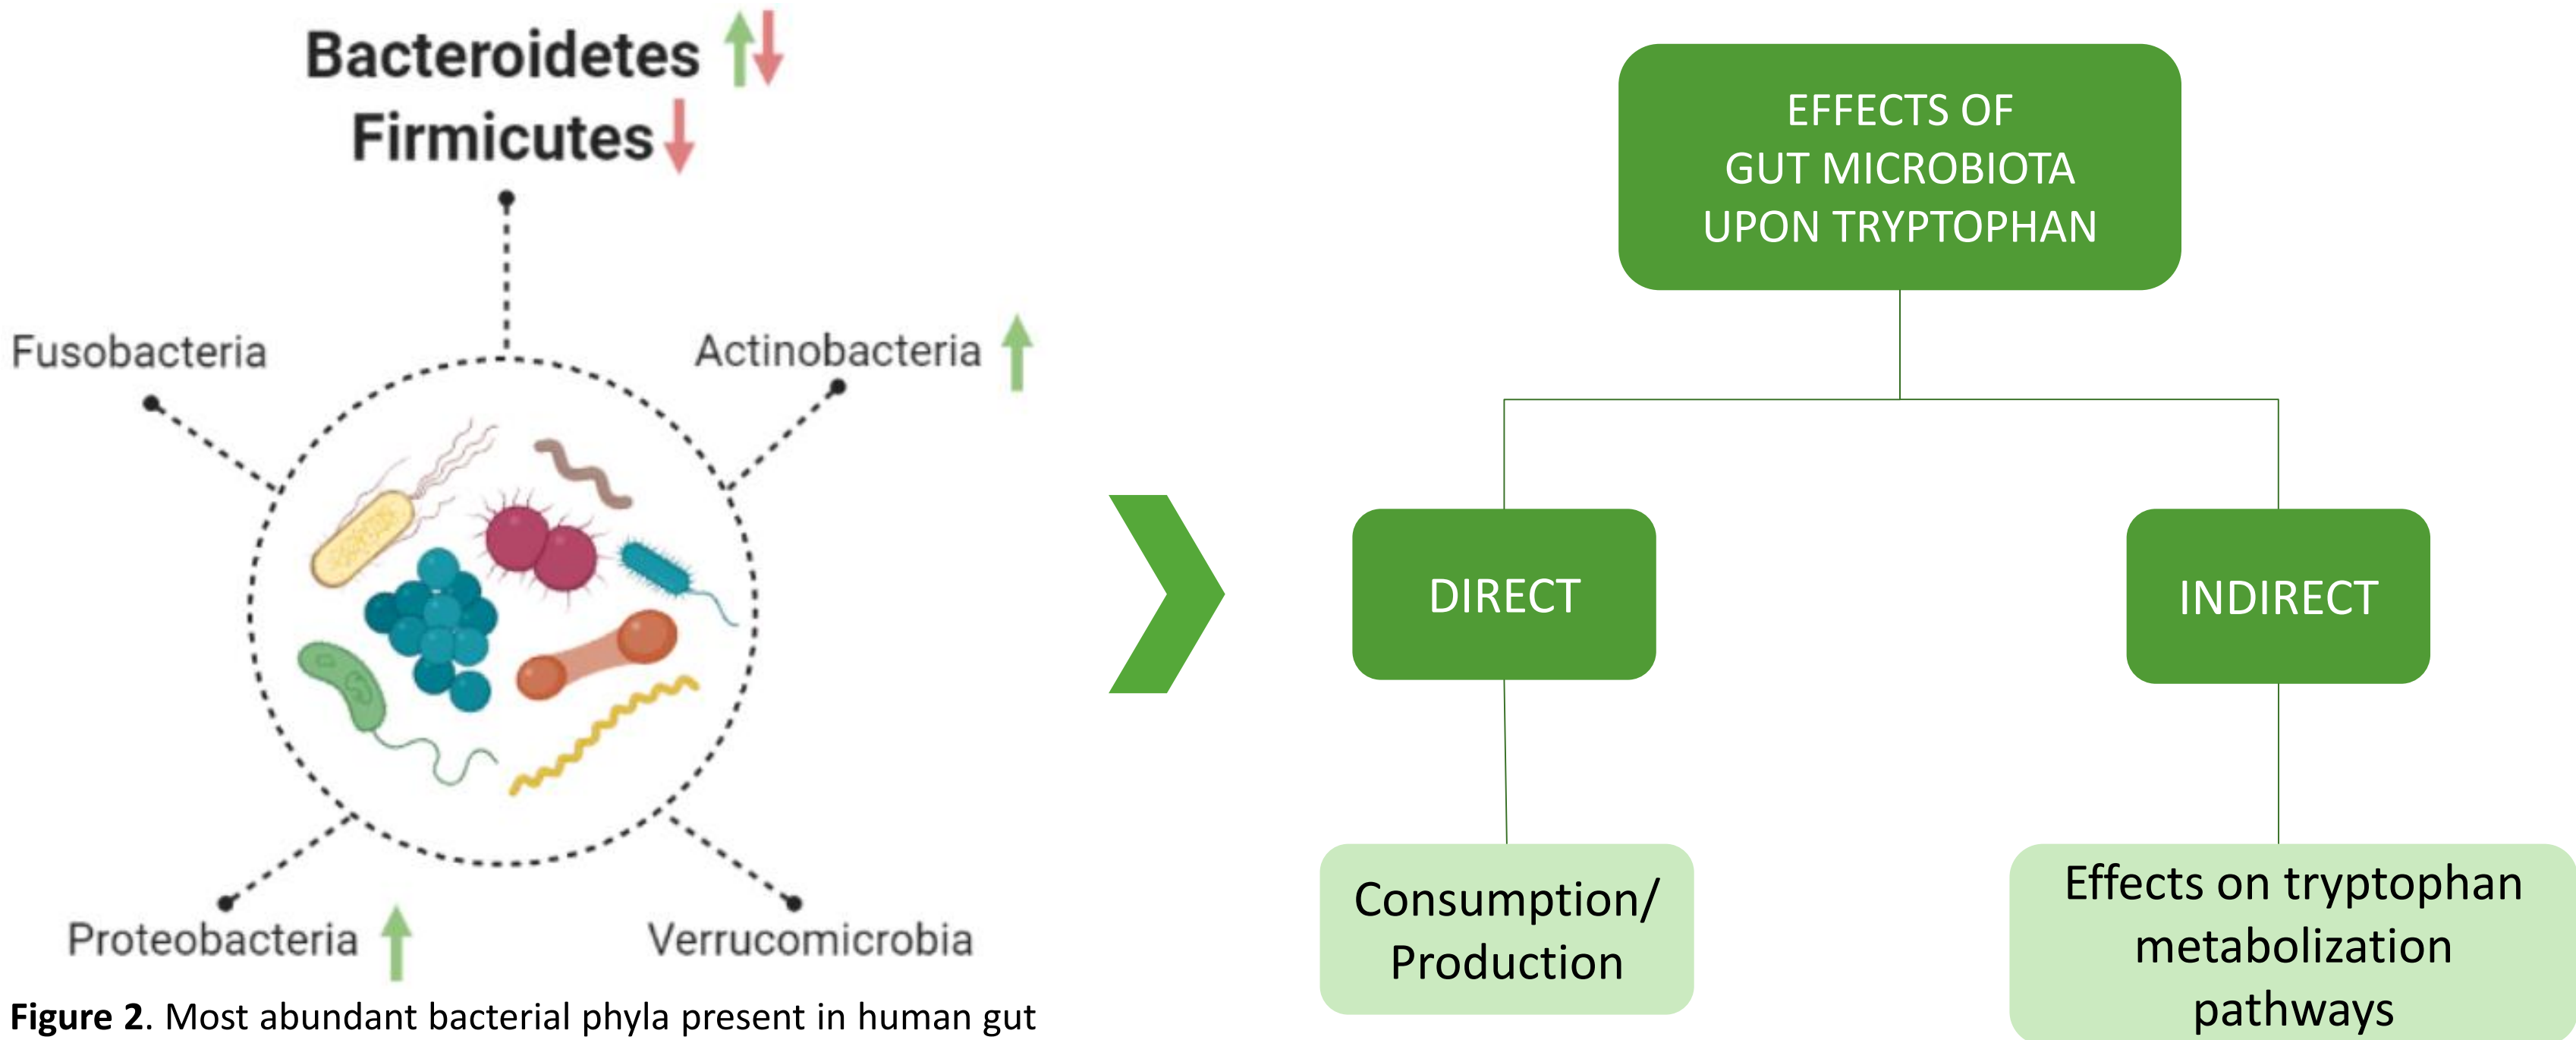 Bacteroidetes
Firmicutes
Fusobacteria
Actinobacteria
Proteobacteria
Verrucomicrobia
Figure 2. Most abundant bacterial phyla present in human gut
EFFECTS OF
GUT MICROBIOTA
UPON TRYPTOPHAN
DIRECT
INDIRECT
Consumption/
Production
Effects on tryptophan
metabolization
pathways